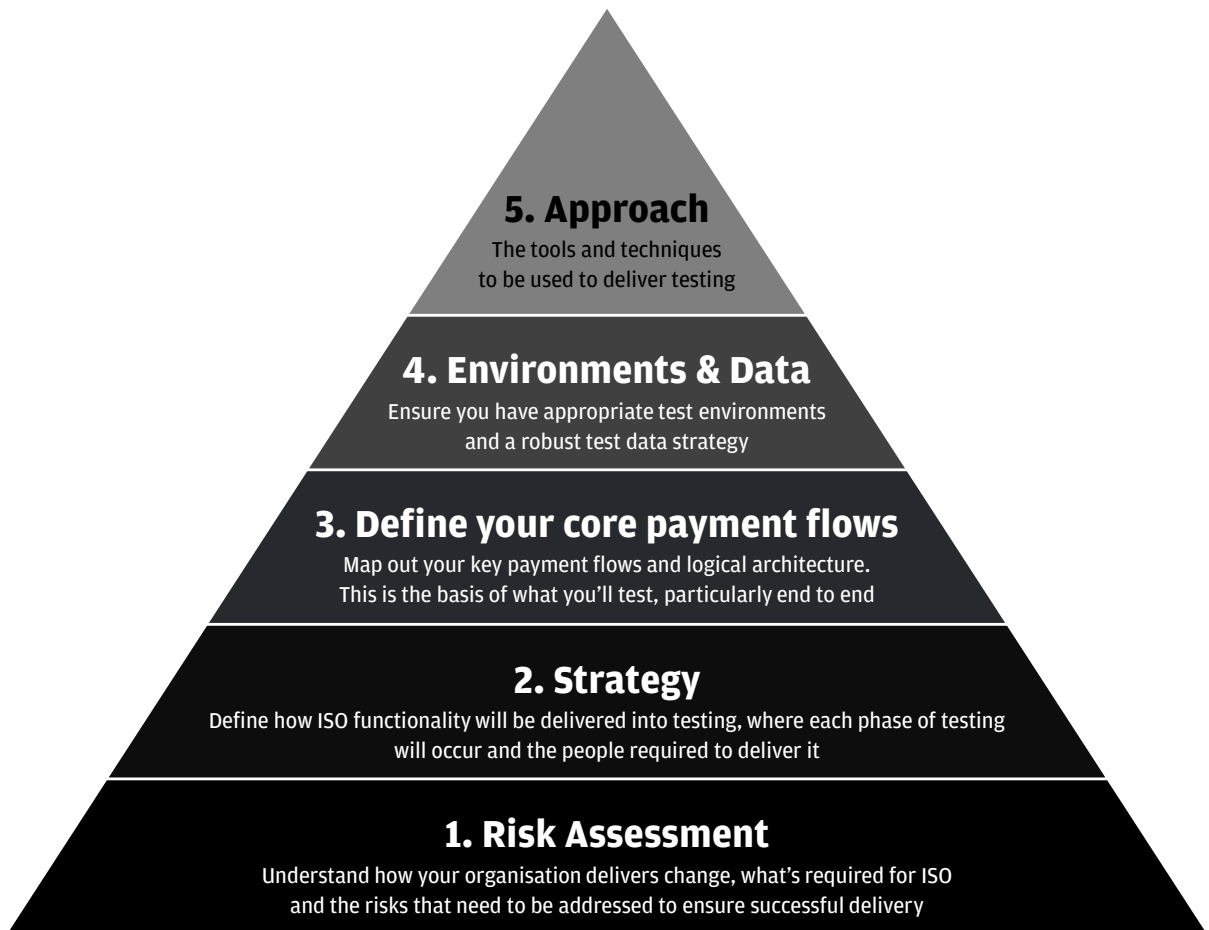 5. Approach
The tools and techniques
to be used to deliver testing
4. Environments & Data
Ensure you have appropriate test environments
and a robust test data strategy
3. Define your core payment flows
Map out your key payment flows and logical architecture.
This is the basis of what you’ll test, particularly end to end
2. Strategy
Define how ISO functionality will be delivered into testing, where each phase of testing
will occur and the people required to deliver it
1. Risk Assessment
Understand how your organisation delivers change, what’s required for ISO
and the risks that need to be addressed to ensure successful delivery